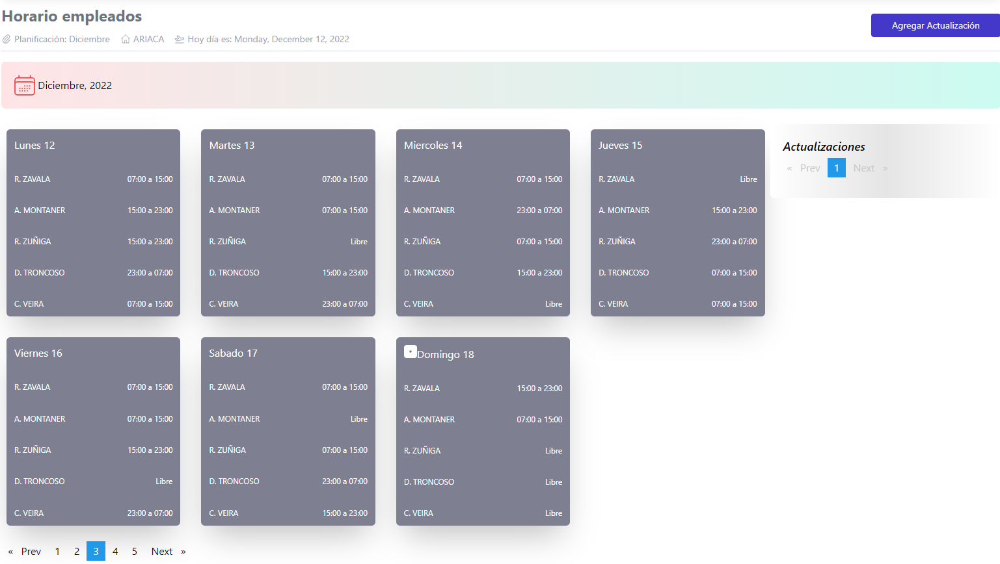 Horario empleados
Agregar Actualización
Planificación: Diciembre ARIACA Hoy día es: Monday, December 12, 2022
Diciembre, 2022
Lunes 12
R. ZAVALA 07:00 a 15:00
A. MONTANER 15:00 a 23:00
R. ZUÑIGA 15:00 a 23:00
D. TRONCOSO 23:00 a 07:00
C. VEIRA 07:00 a 15:00
Martes 13
R. ZAVALA 07:00 a 15:00
A. MONTANER 07:00 a 15:00
R. ZUÑIGA Libre
D. TRONCOSO 15:00 a 23:00
C. VEIRA 23:00 a 07:00
Miercoles 14
R. ZAVALA 07:00 a 15:00
A. MONTANER 23:00 a 07:00
R. ZUÑIGA 07:00 a 15:00
D. TRONCOSO 15:00 a 23:00
C. VEIRA Libre
Jueves 15
R. ZAVALA Libre
A. MONTANER 15:00 a 23:00
R. ZUÑIGA 23:00 a 07:00
D. TRONCOSO 07:00 a 15:00
C. VEIRA 07:00 a 15:00
Actualizaciones
« Prev 1 Next »
Viernes 16
R. ZAVALA 07:00 a 15:00
A. MONTANER 07:00 a 15:00
R. ZUÑIGA 15:00 a 23:00
D. TRONCOSO Libre
C. VEIRA 23:00 a 07:00
Sabado 17
R. ZAVALA 07:00 a 15:00
A. MONTANER Libre
R. ZUÑIGA 07:00 a 15:00
D. TRONCOSO 23:00 a 07:00
C. VEIRA 15:00 a 23:00
Domingo 18
R. ZAVALA 15:00 a 23:00
A. MONTANER 07:00 a 15:00
R. ZUÑIGA Libre
D. TRONCOSO Libre
C. VEIRA Libre
« Prev 1 2 3 4 5 Next »